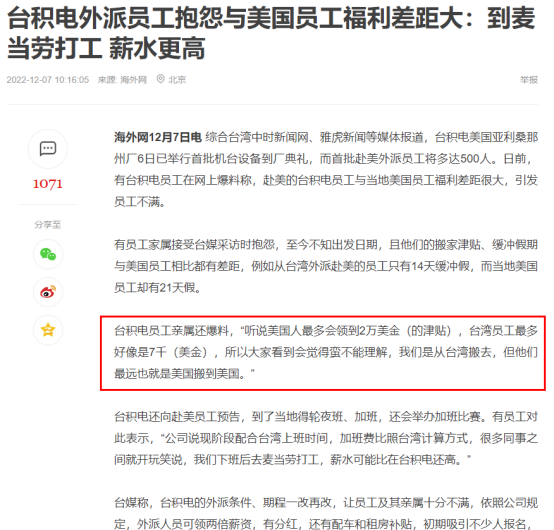 台积电外派员工抱怨与美国员工福利差距大：到麦
当劳打工 薪水更高
2022-12-07 10:16:05 来源: 海外网 北京 举报
海外网12月7日电 综合台湾中时新闻网、雅虎新闻等媒体报道，台积电美国亚利桑那
州厂6日已举行首批机台设备到厂典礼，而首批赴美外派员工将多达500人。日前，
有台积电员工在网上爆料称，赴美的台积电员工与当地美国员工福利差距很大，引发
员工不满。
1071
分享至
有员工家属接受台媒采访时抱怨，至今不知出发日期，且他们的搬家津贴、缓冲假期
与美国员工相比都有差距，例如从台湾外派赴美的员工只有14天缓冲假，而当地美国
员工却有21天假。
台积电员工亲属还爆料，“听说美国人最多会领到2万美金（的津贴），台湾员工最多
好像是7千（美金），所以大家看到会觉得蛮不能理解，我们是从台湾搬去，但他们
最远也就是美国搬到美国。”
台积电还向赴美员工预告，到了当地得轮夜班、加班，还会举办加班比赛。有员工对
此表示，“公司说现阶段配合台湾上班时间，加班费比照台湾计算方式，很多同事之
间就开玩笑说，我们下班后去麦当劳打工，薪水可能比在台积电还高。”
台媒称，台积电的外派条件、期程一改再改，让员工及其亲属十分不满，依照公司规
定，外派人员可领两倍薪资，有分红，还有配车和租房补贴，初期吸引不少人报名，